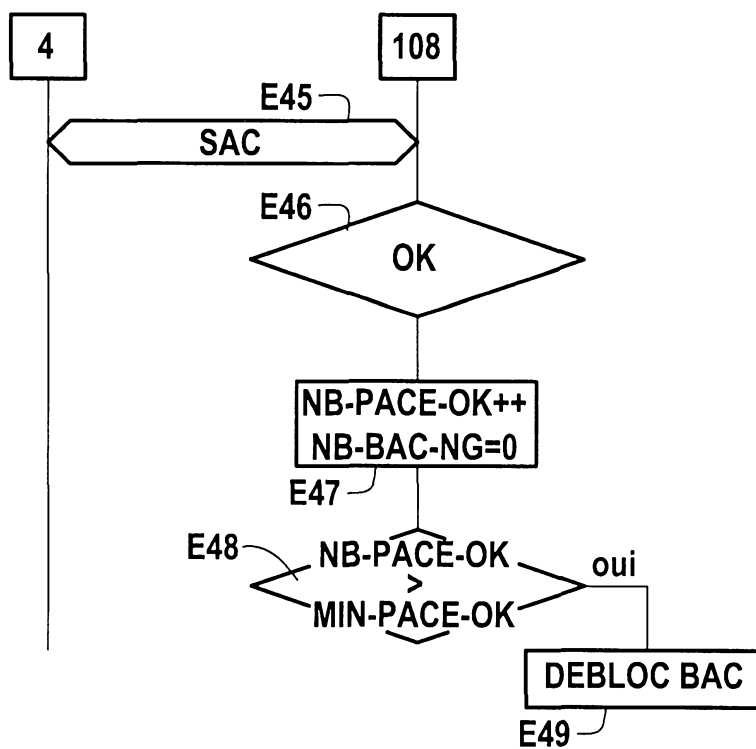 4
108
E45
SAC
E46
OK
NB-PACE-OK++
NB-BAC-NG=0
E47
E48
NB-PACE-OK
>
MIN-PACE-OK
oui
DEBLOC BAC
E49